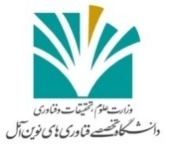 وزارت علوم، تحقیقات و فناوری
دانشگاه تخصصی فناوری های نوین آمل